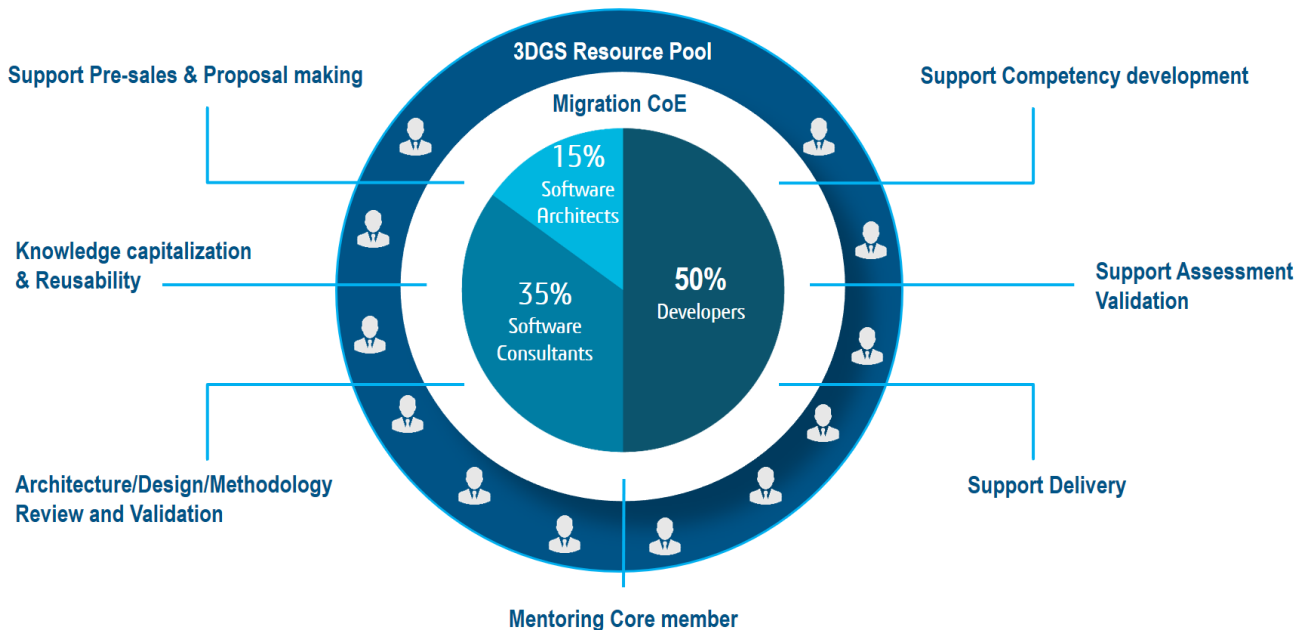 3DGS Resource Pool
Support Pre-sales & Proposal making
Support Competency development
Migration CoE
15%
Software
Architects
Knowledge capitalization
& Reusability
35%
Software
Consultants
50%
Developers
Support Assessment
Validation
Architecture/Design/Methodology
Review and Validation
Support Delivery
Mentoring Core member